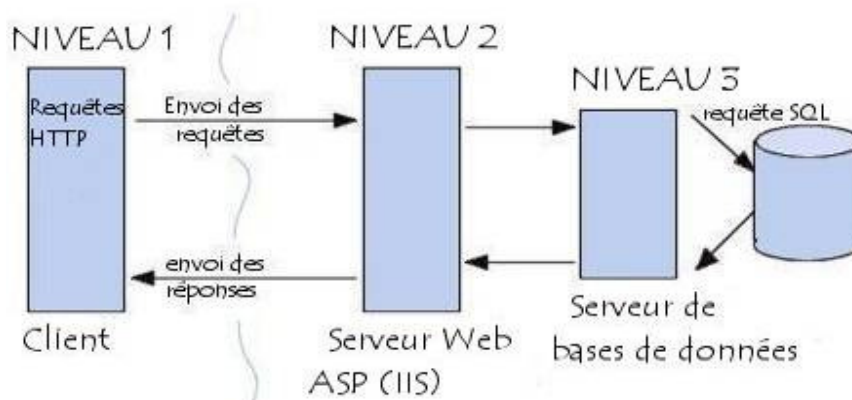 NIVEAU 1
NIVEAU 2
NIVEAU 3
Requêtes
HTTP
Envoi des
requêtes
requête SQL
envoi des
réponses
Client
Serveur Web
ASP (IIS)
Serveur de
bases de données